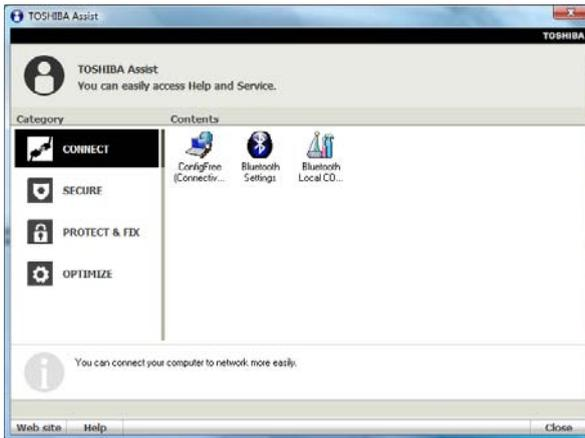 TOSHIBA Assist
TOSHIBA
TOSHIBA Assist
You can easily access Help and Service.
Category
Contents
CONNECT
SECURE
PROTECT & FIX
OPTIMIZE
ConfigFree
(Connectiv...
Bluetooth
Settings
Bluetooth
Local CO...
You can connect your computer to network more easily.
Web site Help Close